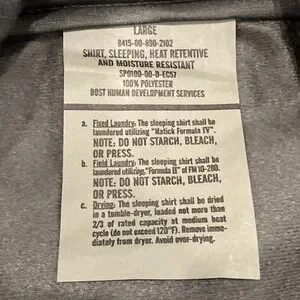 LARGE
8415-00-890-2102
SHIRT, SLEEPING, HEAT RETENTIVE
AND MOISTURE RESISTANT
SPO100-00-D-EC57
100% POLYESTER
BOST HUMAN DEVELOPMENT SERVICES
a. Fixed Laundry: The sleeping shirt shall be
laundered utilizing "Natick Formula IV".
NOTE: DO NOT STARCH, BLEACH,
OR PRESS.
b. Field Laundry: The sleeping shirt shall be
laundered utilizing, "Formula II" of FM 10-280.
NOTE: DO NOT STARCH, BLEACH,
OR PRESS.
c. Drying: The sleeping shirt shall be dried
in a tumble-dryer, loaded not more than
2/3 of rated capacity at medium heat
cycle (do not exceed 120°F). Remove imme-
diately from dryer. Avoid over-drying.